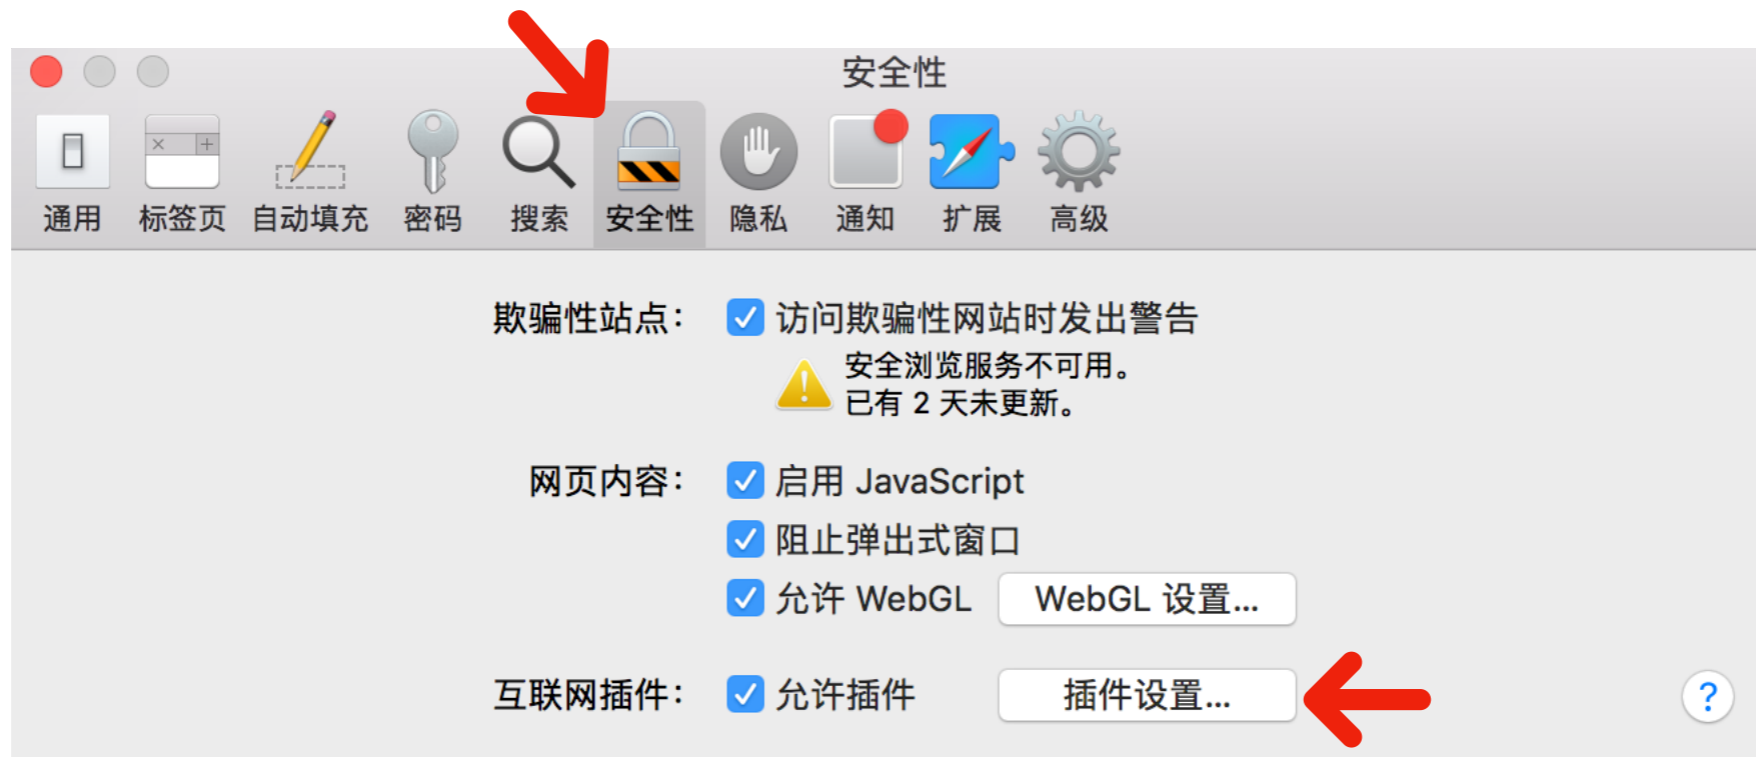 安全性
通用 标签页 自动填充 密码 搜索 安全性 隐私 通知 扩展 高级
欺骗性站点： 访问欺骗性网站时发出警告
安全浏览服务不可用。
已有 2 天未更新。
网页内容： 启用 JavaScript
阻止弹出式窗口
允许 WebGL WebGL 设置...
互联网插件： 允许插件 插件设置... ?